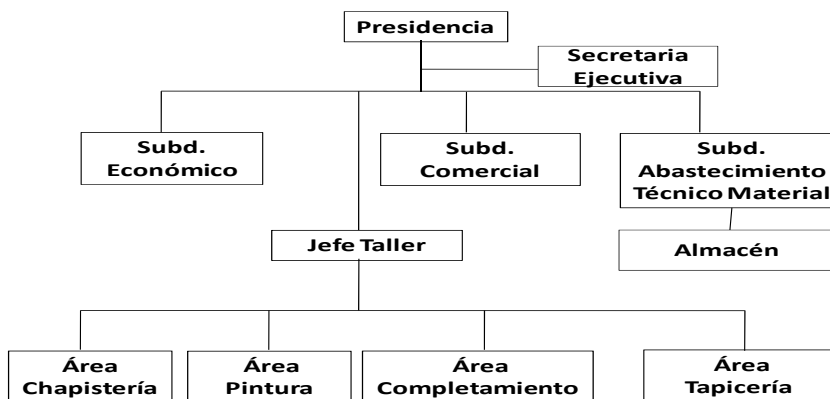 Presidencia
Secretaria
Ejecutiva
Subd.
Económico
Subd.
Comercial
Subd.
Abastecimiento
Técnico Material
Jefe Taller
Almacén
Área
Chapistería
Área
Pintura
Área
Completamiento
Área
Tapicería